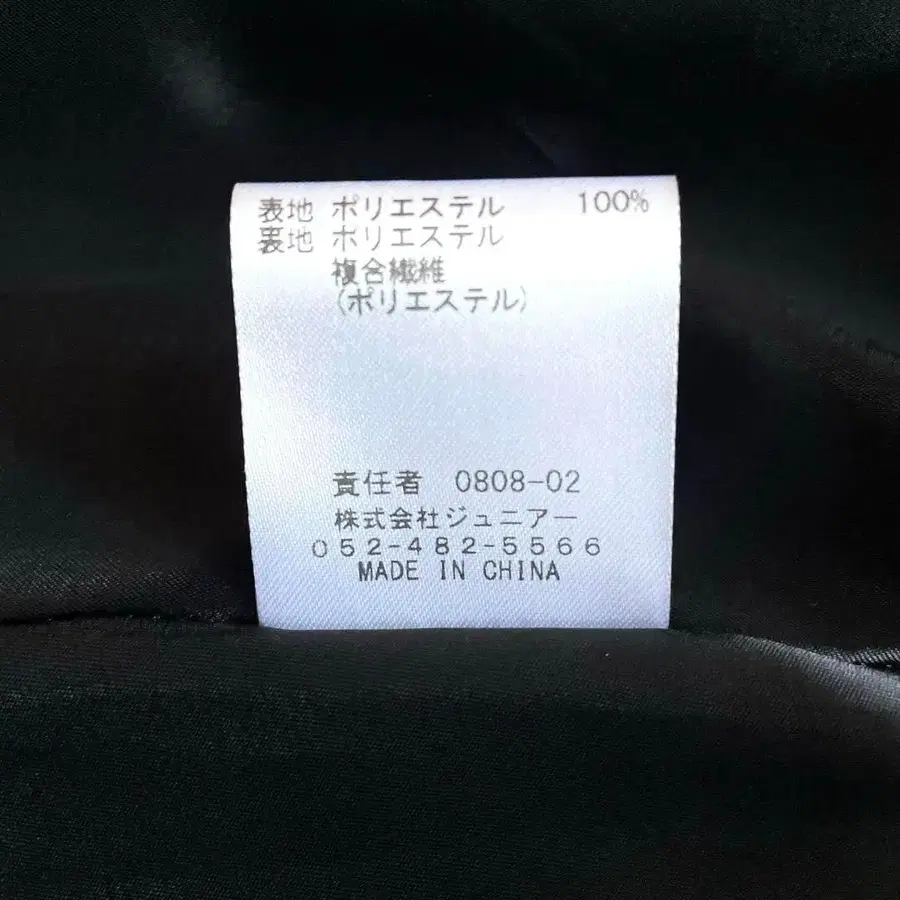 表地 ポリエステル 100%
裏地 ポリエステル
複合繊維
(ポリエステル)
責任者 0808-02
株式会社ジュニアー
052-482-5566
MADE IN CHINA